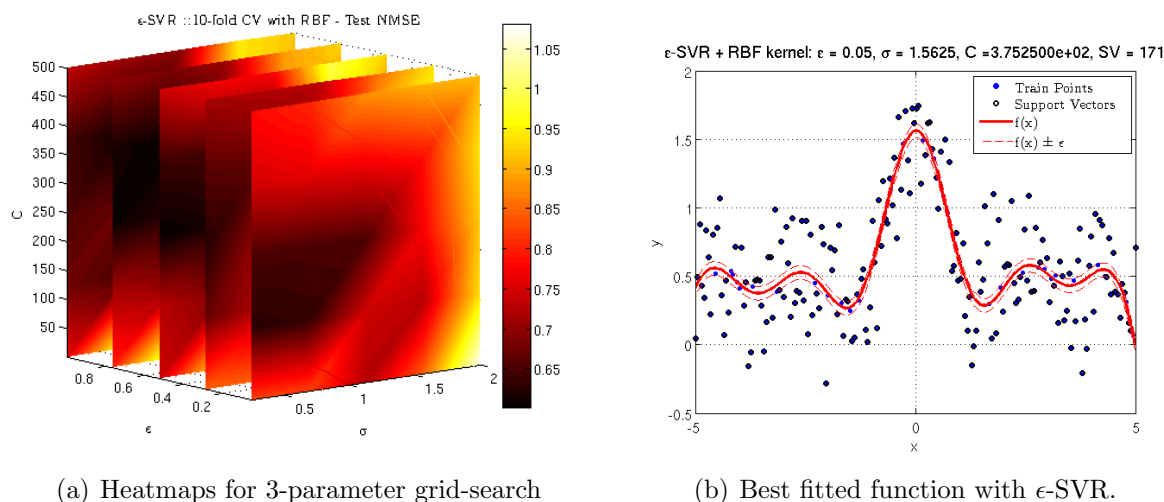 ϵ-SVR ::10-fold CV with RBF - Test NMSE
500
450
400
350
300
250
200
150
100
50
C
0.8
0.6
0.4
0.2
ϵ
0.5
1
1.5
2
σ
1.05
1
0.95
0.9
0.85
0.8
0.75
0.7
0.65
(a) Heatmaps for 3-parameter grid-search
ε-SVR + RBF kernel: ε = 0.05, σ = 1.5625, C =3.752500e+02, SV = 171
Train Points
Support Vectors
f(x)
f(x) ± ϵ
2
1.5
1
0.5
0
-0.5
y
-5
0
5
x
(b) Best fitted function with ϵ-SVR.